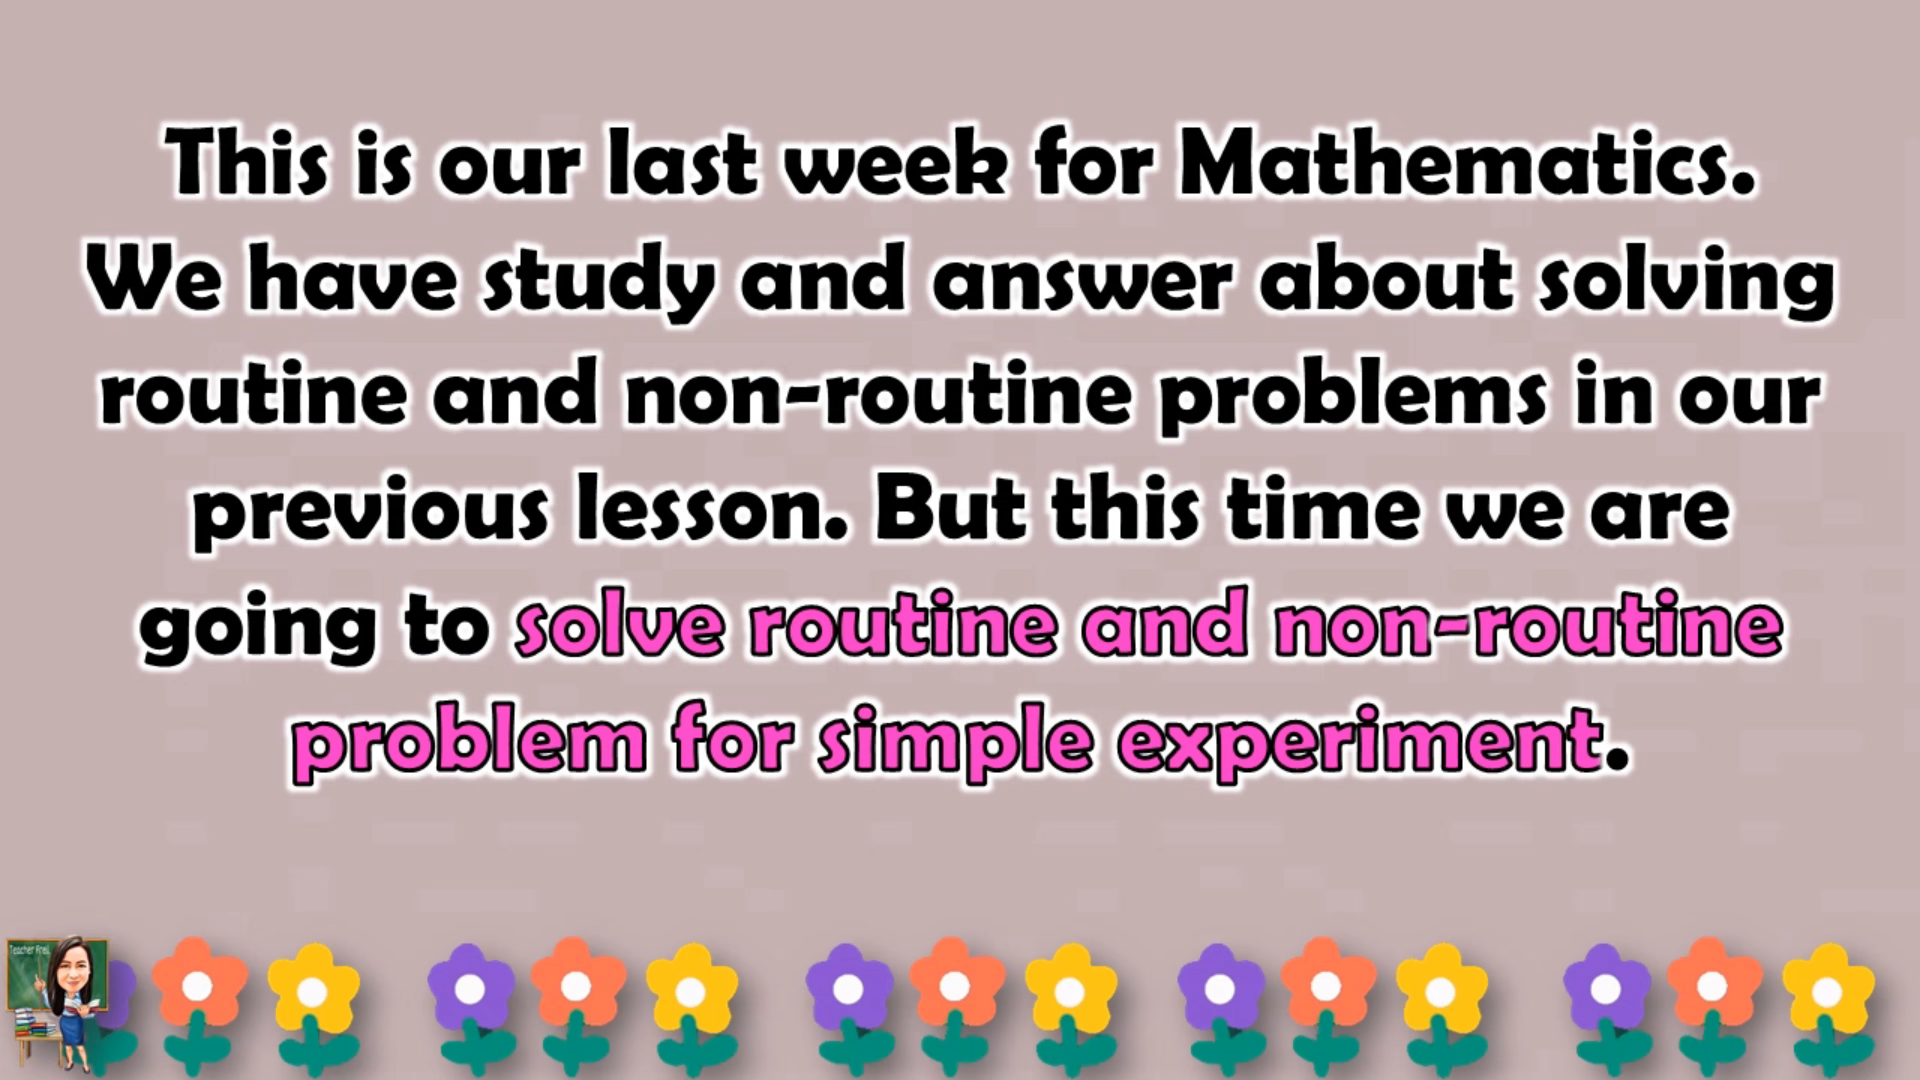 This is our last week for Mathematics.
We have study and answer about solving
routine and non-routine problems in our
previous lesson. But this time we are
going to solve routine and non-routine
problem for simple experiment.